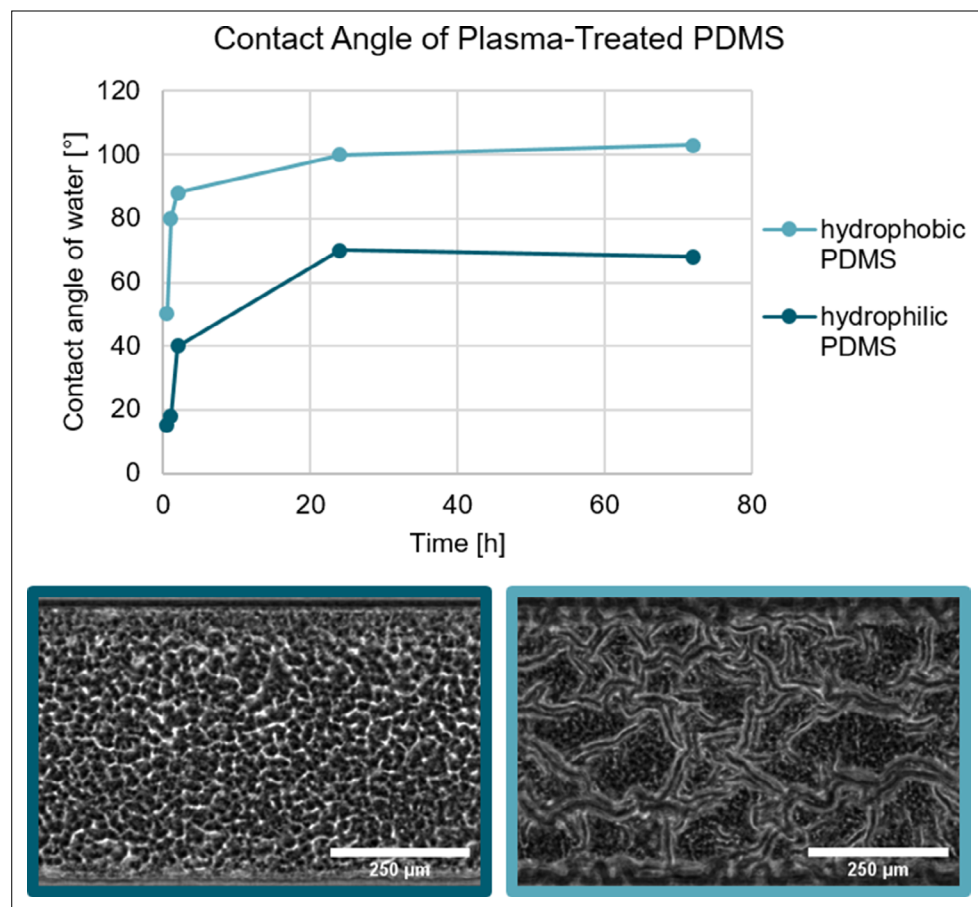 Contact Angle of Plasma-Treated PDMS
120
100
80
60
40
20
0
Contact angle of water [°]
0 20 40 60 80
Time [h]
hydrophobic
PDMS
hydrophilic
PDMS
250 µm
250 µm